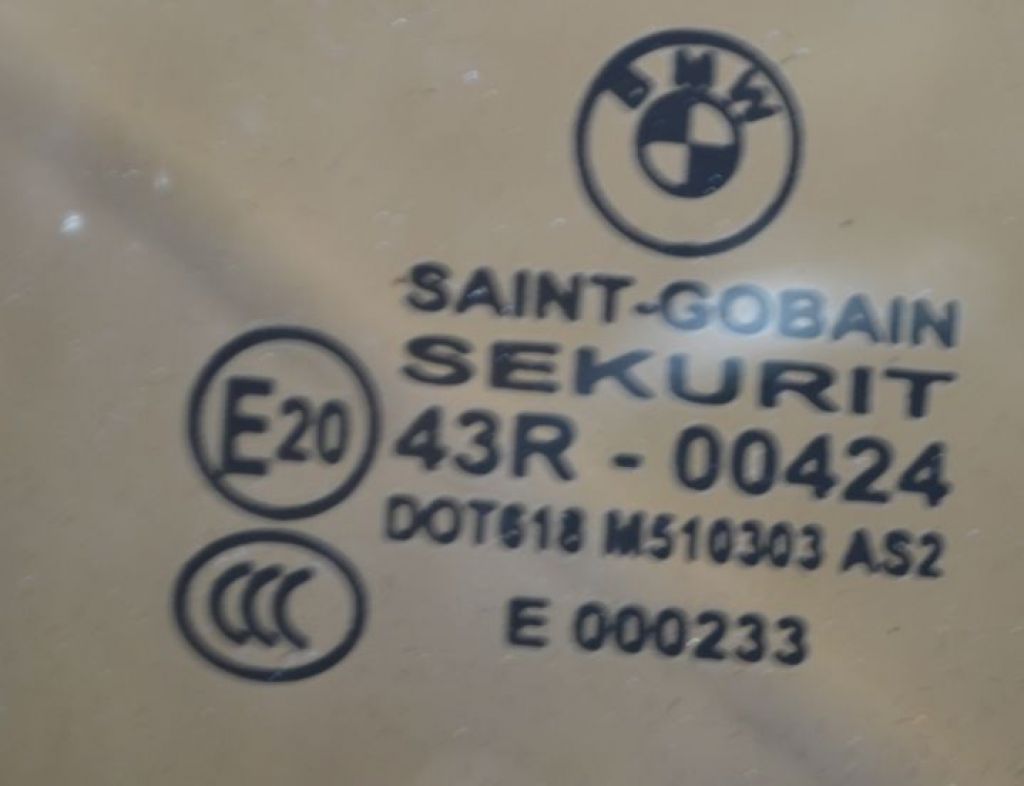 BMW
SAINT-GOBAIN
SEKURIT
E20 43R - 00424
DOT618 M510303 AS2
CCC
E 000233